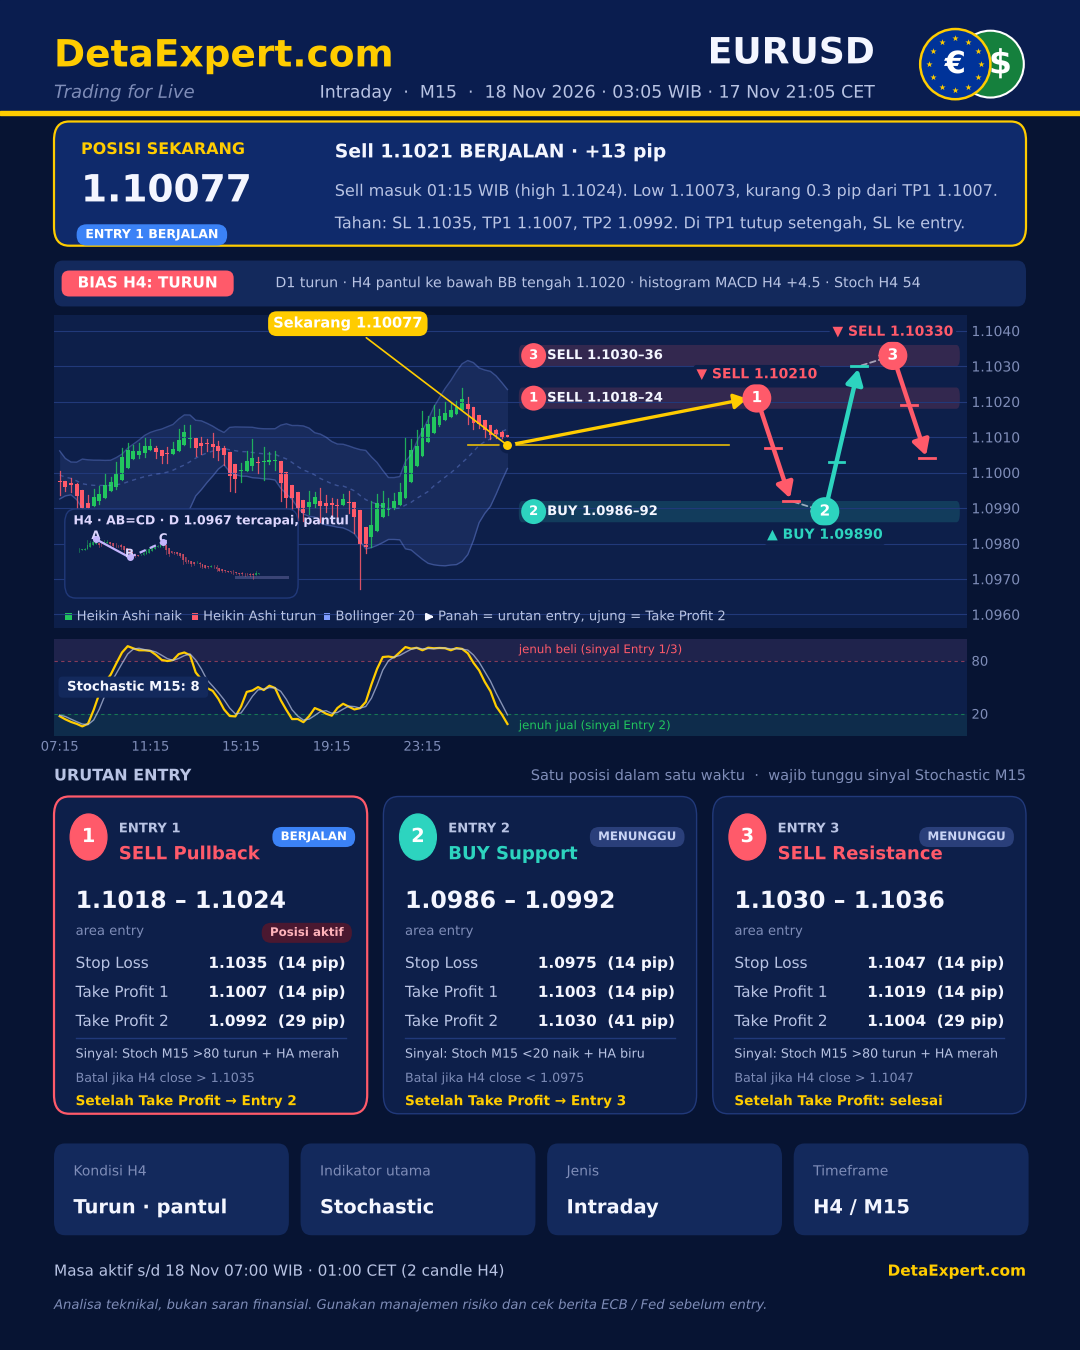 DetaExpert.com
EURUSD
€ $
Trading for Live
Intraday · M15 · 18 Nov 2026 · 03:05 WIB · 17 Nov 21:05 CET
POSISI SEKARANG
1.10077
ENTRY 1 BERJALAN
Sell 1.1021 BERJALAN · +13 pip
Sell masuk 01:15 WIB (high 1.1024). Low 1.10073, kurang 0.3 pip dari TP1 1.1007.
Tahan: SL 1.1035, TP1 1.1007, TP2 1.0992. Di TP1 tutup setengah, SL ke entry.
BIAS H4: TURUN
D1 turun · H4 pantul ke bawah BB tengah 1.1020 · histogram MACD H4 +4.5 · Stoch H4 54
Sekarang 1.10077
▼ SELL 1.10330
3 SELL 1.1030–36
3
▼ SELL 1.10210
1 SELL 1.1018–24
1
2 BUY 1.0986–92
2
▲ BUY 1.09890
1.1040
1.1030
1.1020
1.1010
1.1000
1.0990
1.0980
1.0970
1.0960
H4 · AB=CD · D 1.0967 tercapai, pantul
A
B
C
Heikin Ashi naik
Heikin Ashi turun
Bollinger 20
Panah = urutan entry, ujung = Take Profit 2
jenuh beli (sinyal Entry 1/3)
80
Stochastic M15: 8
20
jenuh jual (sinyal Entry 2)
07:15
11:15
15:15
19:15
23:15
URUTAN ENTRY
Satu posisi dalam satu waktu · wajib tunggu sinyal Stochastic M15
1
ENTRY 1
BERJALAN
SELL Pullback
1.1018 – 1.1024
area entry
Posisi aktif
Stop Loss 1.1035 (14 pip)
Take Profit 1 1.1007 (14 pip)
Take Profit 2 1.0992 (29 pip)
Sinyal: Stoch M15 >80 turun + HA merah
Batal jika H4 close > 1.1035
Setelah Take Profit → Entry 2
2
ENTRY 2
MENUNGGU
BUY Support
1.0986 – 1.0992
area entry
Stop Loss 1.0975 (14 pip)
Take Profit 1 1.1003 (14 pip)
Take Profit 2 1.1030 (41 pip)
Sinyal: Stoch M15 <20 naik + HA biru
Batal jika H4 close < 1.0975
Setelah Take Profit → Entry 3
3
ENTRY 3
MENUNGGU
SELL Resistance
1.1030 – 1.1036
area entry
Stop Loss 1.1047 (14 pip)
Take Profit 1 1.1019 (14 pip)
Take Profit 2 1.1004 (29 pip)
Sinyal: Stoch M15 >80 turun + HA merah
Batal jika H4 close > 1.1047
Setelah Take Profit: selesai
Kondisi H4
Turun · pantul
Indikator utama
Stochastic
Jenis
Intraday
Timeframe
H4 / M15
Masa aktif s/d 18 Nov 07:00 WIB · 01:00 CET (2 candle H4)
DetaExpert.com
Analisa teknikal, bukan saran finansial. Gunakan manajemen risiko dan cek berita ECB / Fed sebelum entry.